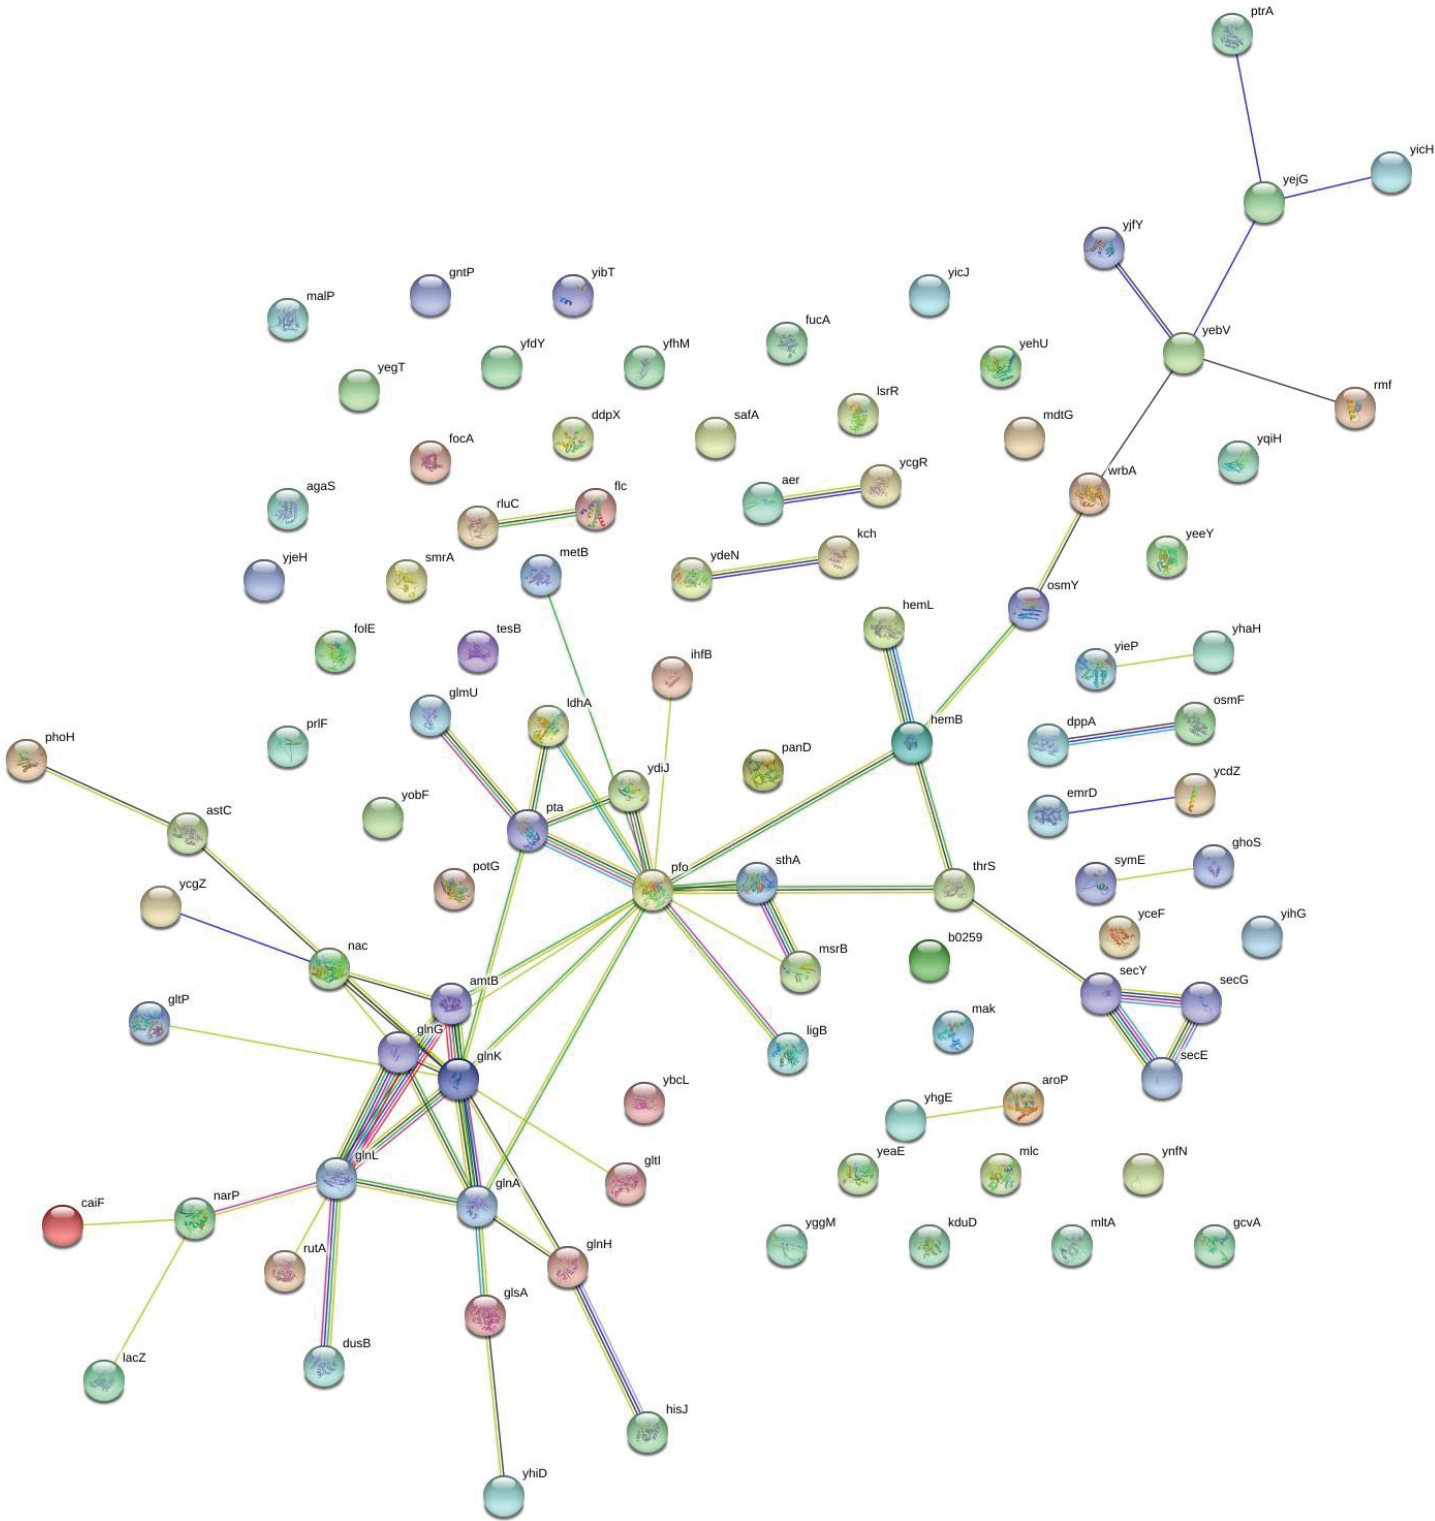 ptrA
yicH
yejG
yjfY
gntP
yibT
yicJ
malP
fucA
yebV
yegT
yfdY
yfhM
yehU
rmf
lsrR
ddpX
safA
mdtG
focA
yqiH
ycgR
wrbA
aer
agaS
rluC
flc
kch
yeeY
yjeH
smrA
metB
ydeN
osmY
hemL
folE
tesB
yieP
yhaH
ihfB
glmU
ldhA
osmF
prlF
hemB
dppA
phoH
panD
ydiJ
ycdZ
astC
yobF
pta
emrD
ghoS
potG
pfo
sthA
thrS
symE
ycgZ
yceF
yihG
nac
msrB
b0259
amtB
secY
secG
gltP
glnG
glnK
ligB
mak
secE
ybcL
yhgE
aroP
glnL
gltI
yeaE
mlc
ynfN
caiF
narP
glnA
rutA
glnH
yggM
kduD
mltA
gcvA
glsA
dusB
lacZ
hisJ
yhiD